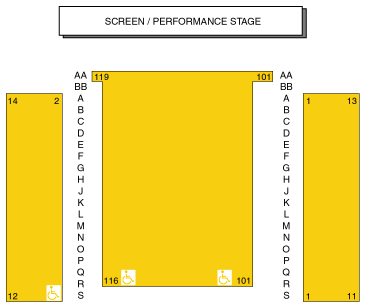 SCREEN / PERFORMANCE STAGE
AA 119 101 AA
BB BB
14 2 A A 1 13
B B
C C
D D
E E
F F
G G
H H
J J
K K
L L
M M
N N
O O
P P
Q 116 101 Q
R R
12 S S 1 11